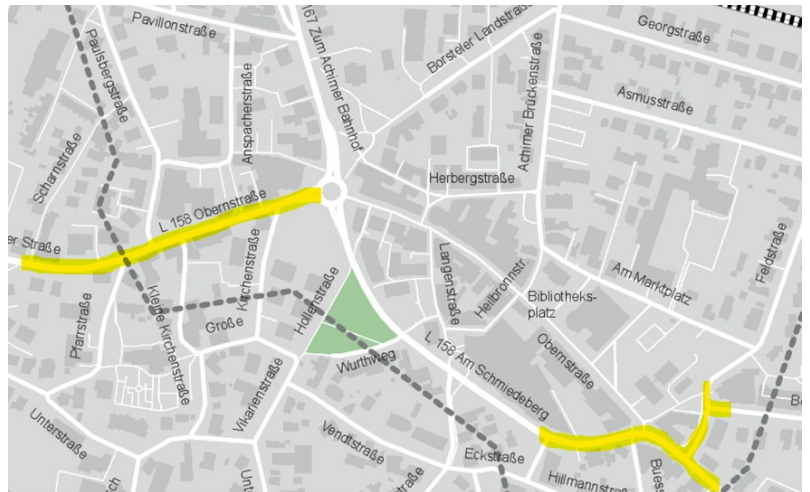 Pavillonstraße
167 Zum Achimer Bahnhof
Georgstraße
Paulsbergstraße
Borsteler Landstraße
Achimer Brückenstraße
Asmusstraße
Anspacherstraße
Scharnstraße
Herbergstraße
L 158 Obernstraße
er Straße
Feldstraße
Am Marktplatz
Langenstraße
Heilbronnstr.
Bibliotheks-
platz
Kirchenstraße
Hollenstraße
Kleine Kirchenstraße
Große
Pfarrstraße
L 158 Am Schmiedeberg
Obernstraße
Wurthweg
Vikarienstraße
Unterstraße
Vendtstraße
Eckstraße
Hillmannstraße